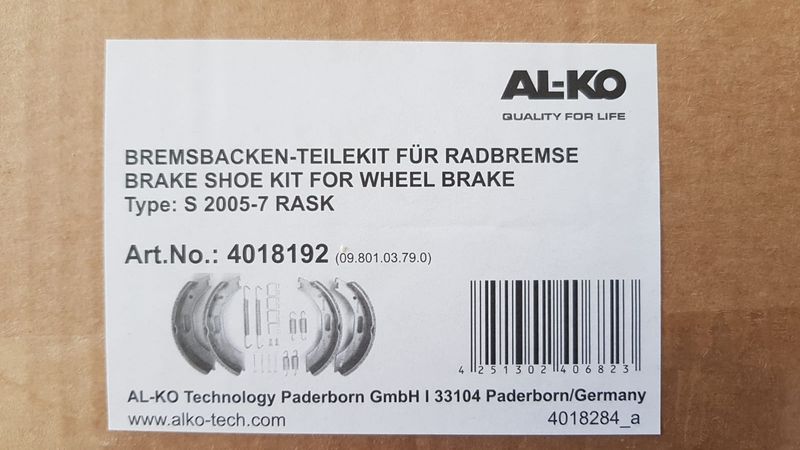 AL-KO
QUALITY FOR LIFE
BREMSBACKEN-TEILEKIT FÜR RADBREMSE
BRAKE SHOE KIT FOR WHEEL BRAKE
Type: S 2005-7 RASK
Art.No.: 4018192 (09.801.03.79.0)
4 251302 406823
AL-KO Technology Paderborn GmbH I 33104 Paderborn/Germany
www.alko-tech.com
4018284_a